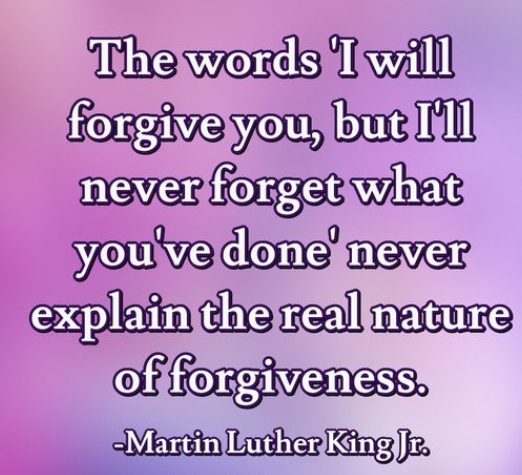 The words 'I will
forgive you, but I'll
never forget what
you've done' never
explain the real nature
of forgiveness.
-Martin Luther King Jr.